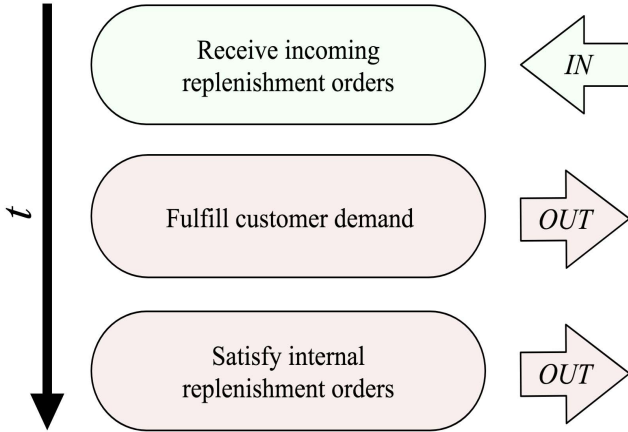 Receive incoming
replenishment orders
IN
t
Fulfill customer demand
OUT
Satisfy internal
replenishment orders
OUT